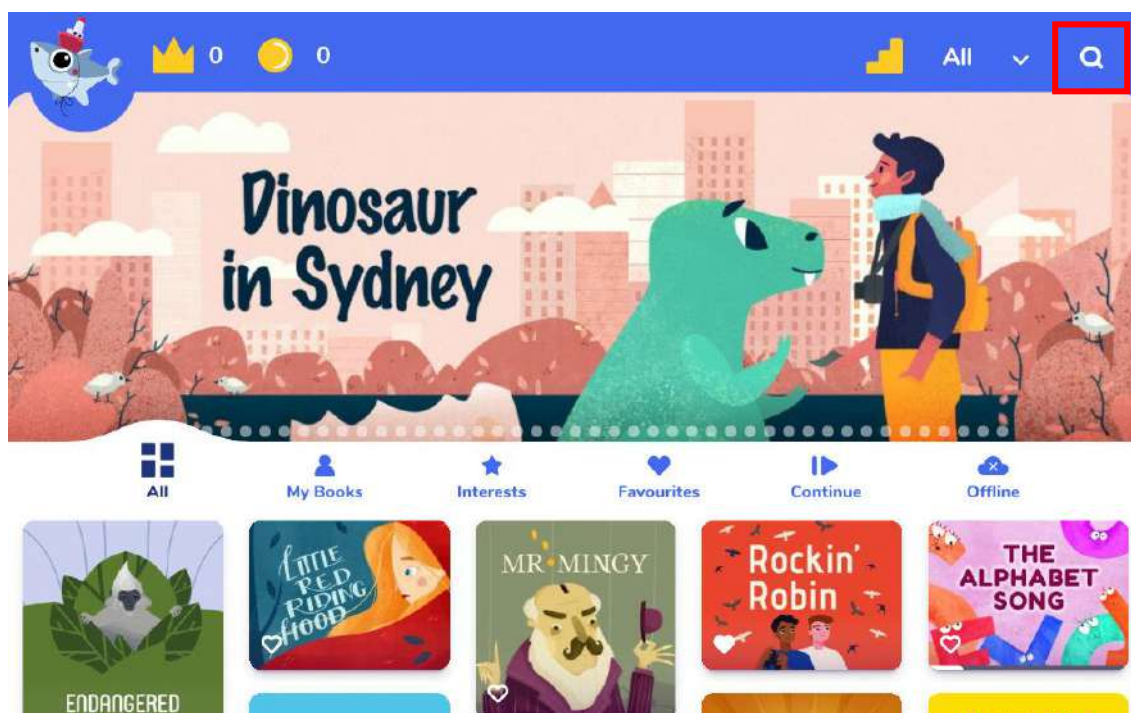 0 0 All
Dinosaur
in Sydney
All My Books Interests Favourites Continue Offline
LITTLE
RED
RIDING
HOOD
MR MINGY
Rockin'
Robin
THE
ALPHABET
SONG
ENDANGERED